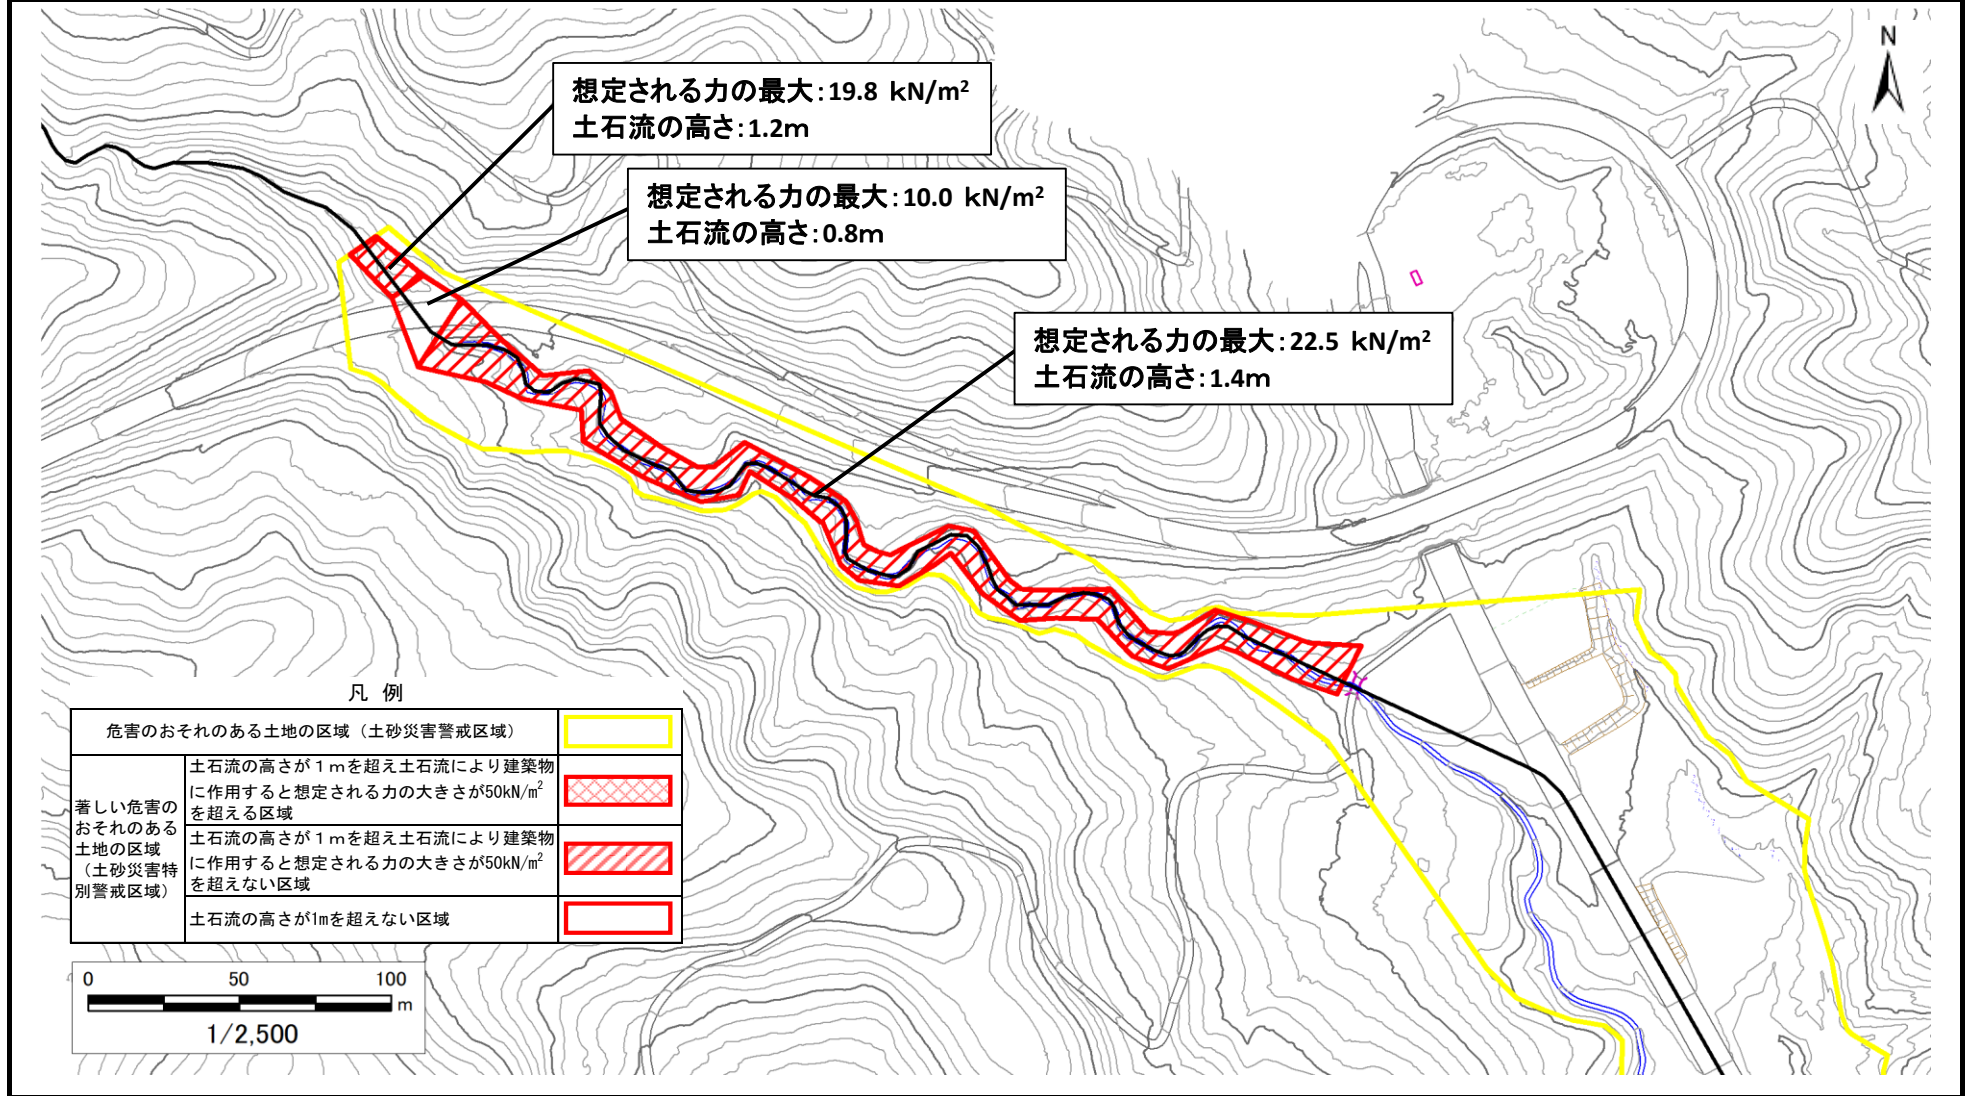 N
想定される力の最大:19.8 kN/m²
土石流の高さ:1.2m
想定される力の最大:10.0 kN/m²
土石流の高さ:0.8m
想定される力の最大:22.5 kN/m²
土石流の高さ:1.4m
凡 例
危害のおそれのある土地の区域(土砂災害警戒区域)
著しい危害の
おそれのある
土地の区域
(土砂災害特
別警戒区域)
土石流の高さが1mを超え土石流により建築物
に作用すると想定される力の大きさが50kN/m²
を超える区域
土石流の高さが1mを超え土石流により建築物
に作用すると想定される力の大きさが50kN/m²
を超えない区域
土石流の高さが1mを超えない区域
0 50 100
m
1/2,500